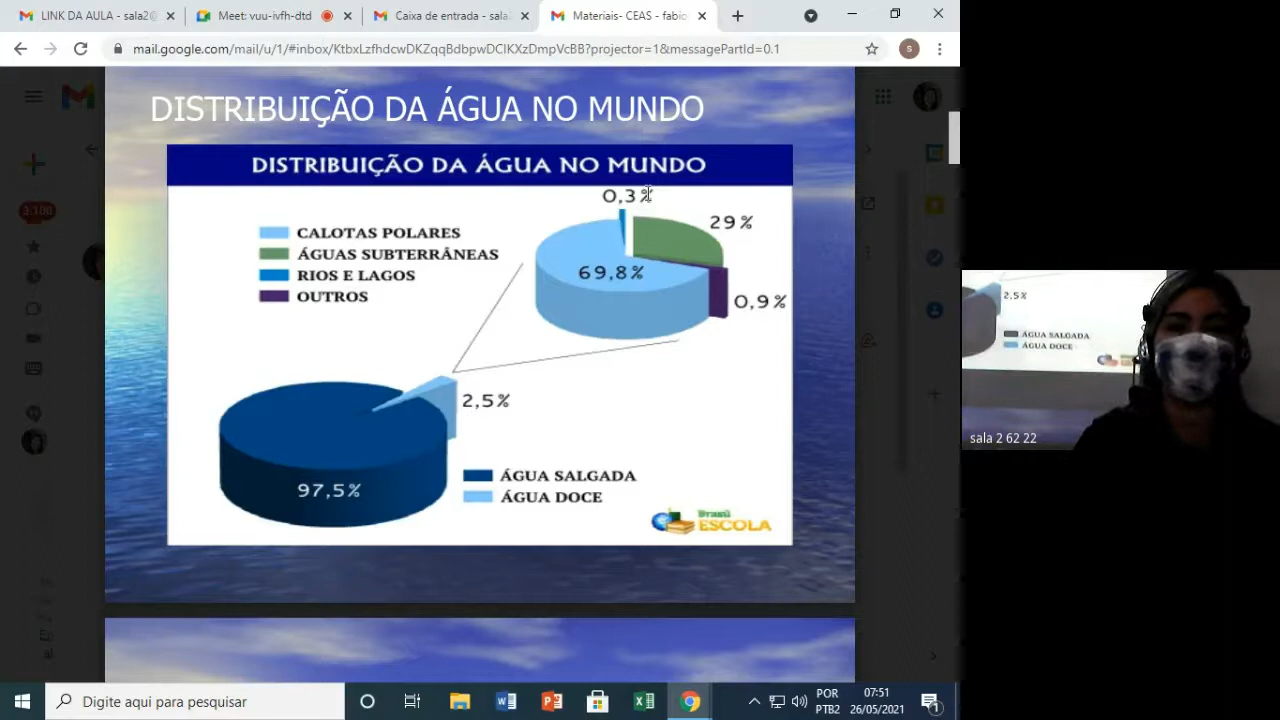 LINK DA AULA - sala2@
Meet: vuu-ivfh-dtd
Caixa de entrada - sala
Materiais- CEAS - fabio
mail.google.com/mail/u/1/#inbox/KtbxLzfhdcwDKZqqBdbpwDClKXzDmpVcBB?projector=1&messagePartId=0.1
S
DISTRIBUIÇÃO DA ÁGUA NO MUNDO
DISTRIBUIÇÃO DA ÁGUA NO MUNDO
0,3%
29%
CALOTAS POLARES
ÁGUAS SUBTERRÂNEAS
RIOS E LAGOS
OUTROS
69,8%
0,9%
2,5%
97,5%
ÁGUA SALGADA
ÁGUA DOCE
Brasil
ESCOLA
3.100
2,5%
ÁGUA SALGADA
ÁGUA DOCE
sala 2 62 22
Digite aqui para pesquisar
POR
PTB2
07:51
26/05/2021
1